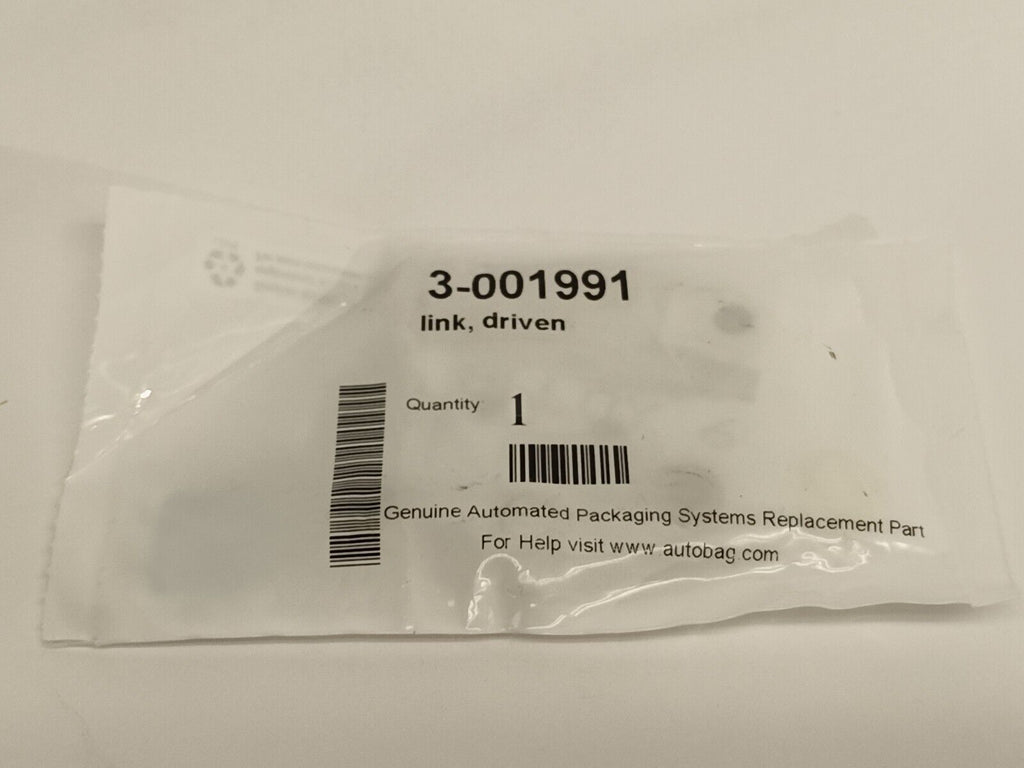 3-001991
link, driven
Quantity 1
Genuine Automated Packaging Systems Replacement Part
For Help visit www.autobag.com